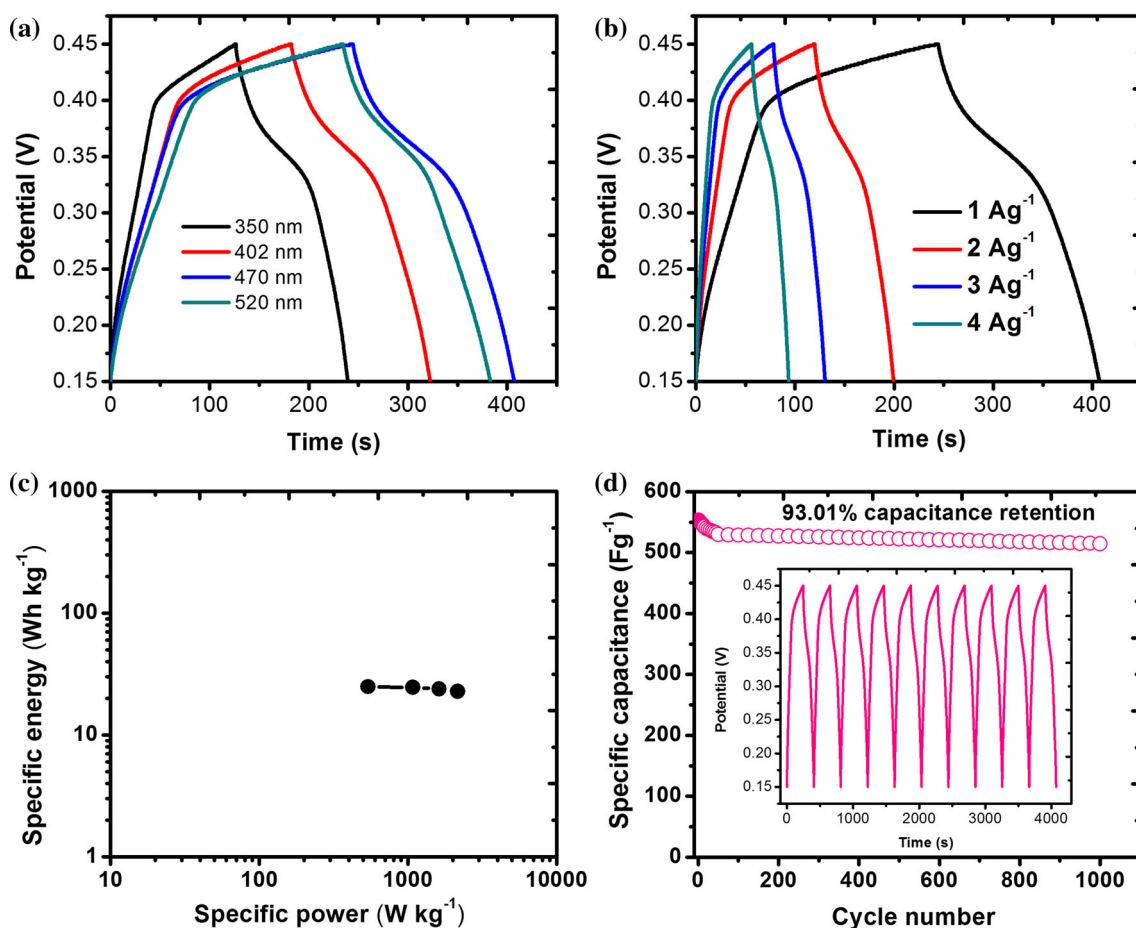 (a)
0.45
0.40
0.35
0.30
0.25
0.20
0.15
Potential (V)
350 nm
402 nm
470 nm
520 nm
0 100 200 300 400
Time (s)
(b)
0.45
0.40
0.35
0.30
0.25
0.20
0.15
Potential (V)
1 Ag⁻¹
2 Ag⁻¹
3 Ag⁻¹
4 Ag⁻¹
0 100 200 300 400
Time (s)
(c)
1000
100
10
1
Specific energy (Wh kg⁻¹)
10 100 1000 10000
Specific power (W kg⁻¹)
(d)
600
500
400
300
200
100
0
Specific capacitance (Fg⁻¹)
93.01% capacitance retention
0.45
0.40
0.35
0.30
0.25
0.20
0.15
Potential (V)
0 1000 2000 3000 4000
Time (s)
0 200 400 600 800 1000
Cycle number